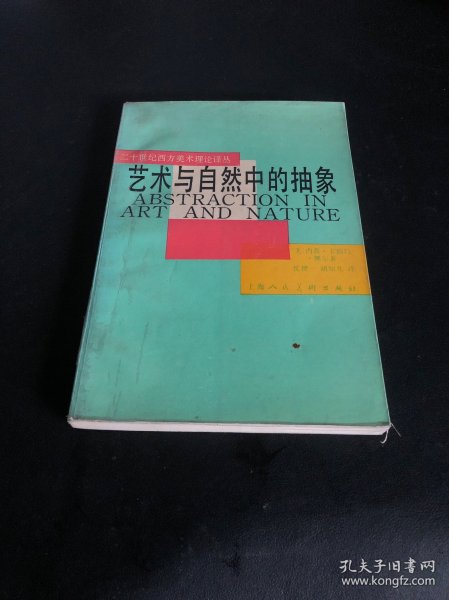 二十世纪西方美术理论译丛
艺术与自然中的抽象
ABSTRACTION IN
ART AND NATURE
上海人民美术出版社
孔夫子旧书网
www.kongfz.com